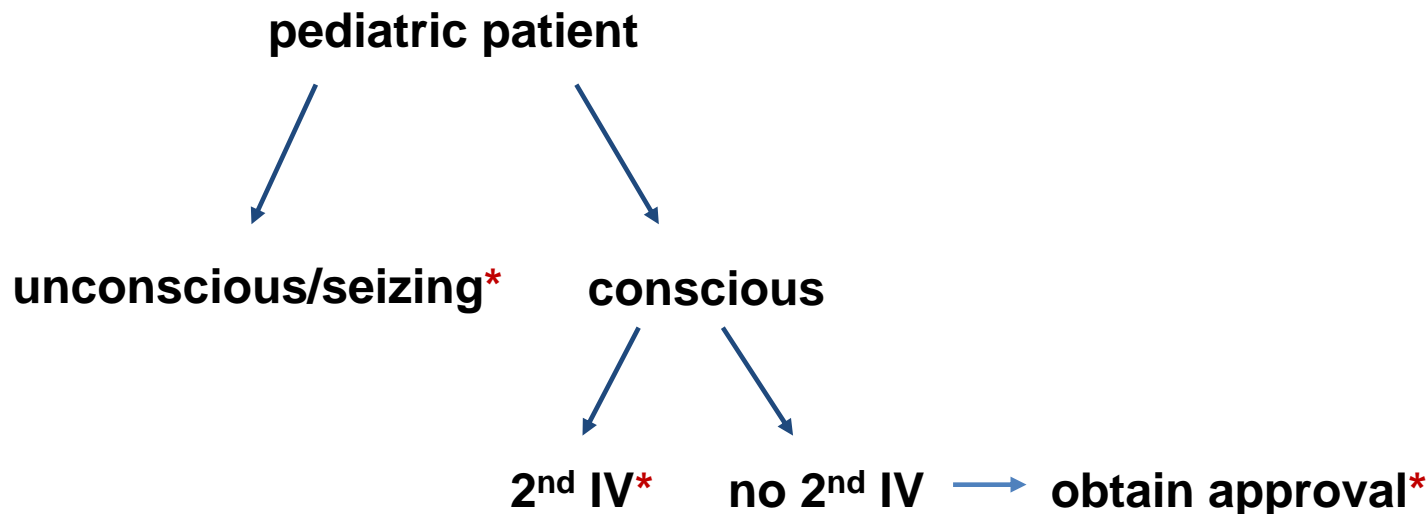 pediatric patient
unconscious/seizing* conscious
2nd IV* no 2nd IV obtain approval*